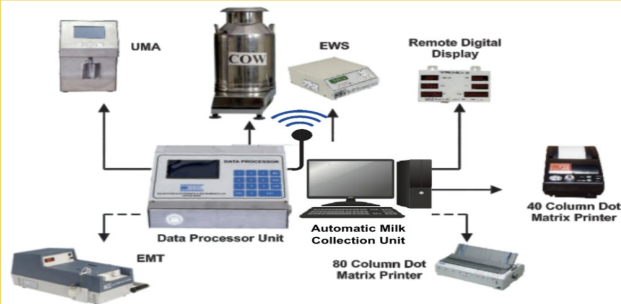 UMA
COW
EWS
Remote Digital
Display
DATA PROCESSOR
Data Processor Unit
Automatic Milk
Collection Unit
40 Column Dot
Matrix Printer
EMT
80 Column Dot
Matrix Printer